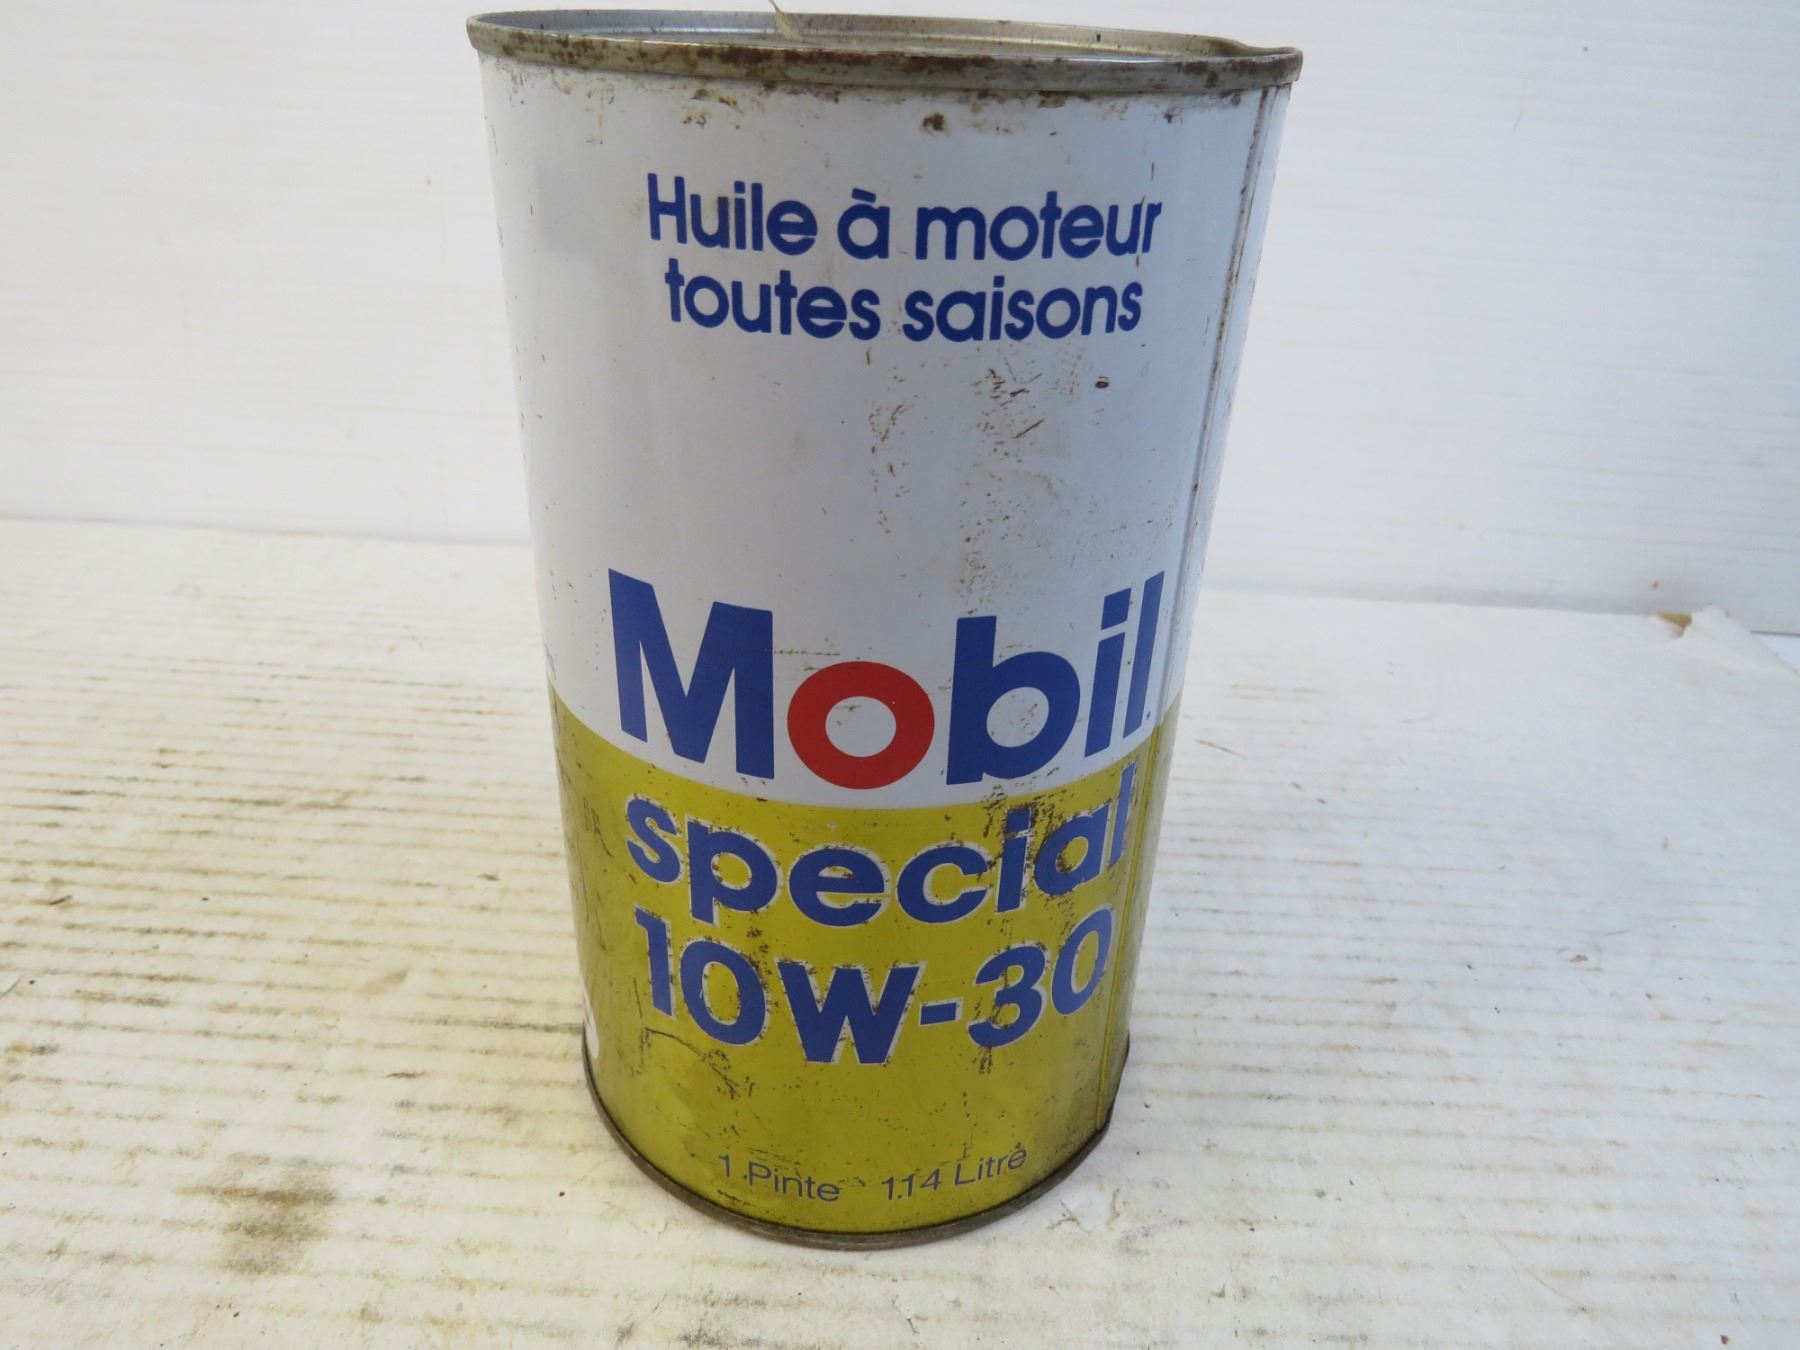 Huile à moteur
toutes saisons
Mobil
special
10W-30
1 Pinte 1.14 Litre